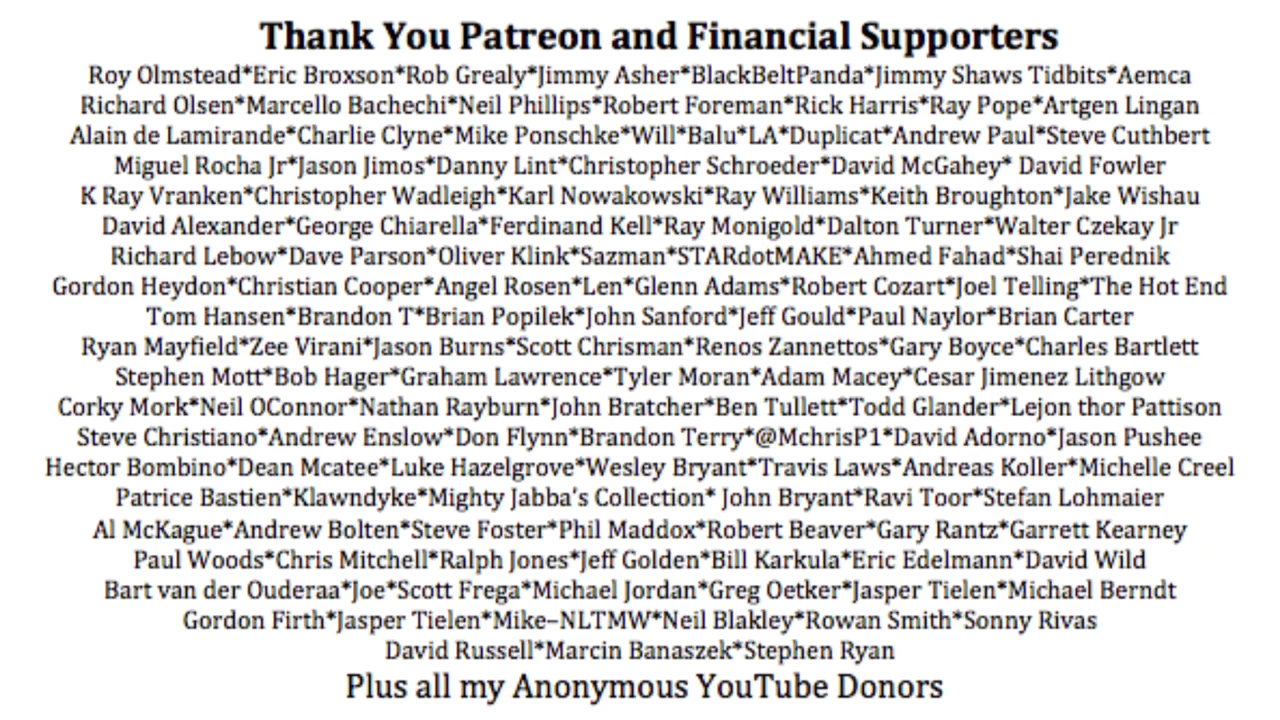 Thank You Patreon and Financial Supporters
Roy Olmstead*Eric Broxson*Rob Grealy*Jimmy Asher*BlackBeltPanda*Jimmy Shaws Tidbits*Aemca
Richard Olsen*Marcello Bachechi*Neil Phillips*Robert Foreman*Rick Harris*Ray Pope*Artgen Lingan
Alain de Lamirande*Charlie Clyne*Mike Ponschke*Will*Balu*LA*Duplicat*Andrew Paul*Steve Cuthbert
Miguel Rocha Jr*Jason Jimos*Danny Lint*Christopher Schroeder*David McGahey* David Fowler
K Ray Vranken*Christopher Wadleigh*Karl Nowakowski*Ray Williams*Keith Broughton*Jake Wishau
David Alexander*George Chiarella*Ferdinand Kell*Ray Monigold*Dalton Turner*Walter Czekay Jr
Richard Lebow*Dave Parson*Oliver Klink*Sazman*STARdotMAKE*Ahmed Fahad*Shai Perednik
Gordon Heydon*Christian Cooper*Angel Rosen*Len*Glenn Adams*Robert Cozart*Joel Telling*The Hot End
Tom Hansen*Brandon T*Brian Popilek*John Sanford*Jeff Gould*Paul Naylor*Brian Carter
Ryan Mayfield*Zee Virani*Jason Burns*Scott Chrisman*Renos Zannettos*Gary Boyce*Charles Bartlett
Stephen Mott*Bob Hager*Graham Lawrence*Tyler Moran*Adam Macey*Cesar Jimenez Lithgow
Corky Mork*Neil OConnor*Nathan Rayburn*John Bratcher*Ben Tullett*Todd Glander*Lejon thor Pattison
Steve Christiano*Andrew Enslow*Don Flynn*Brandon Terry*@MchrisP1*David Adorno*Jason Pushee
Hector Bombino*Dean Mcatee*Luke Hazelgrove*Wesley Bryant*Travis Laws*Andreas Koller*Michelle Creel
Patrice Bastien*Klawndyke*Mighty Jabba's Collection* John Bryant*Ravi Toor*Stefan Lohmaier
Al McKague*Andrew Bolten*Steve Foster*Phil Maddox*Robert Beaver*Gary Rantz*Garrett Kearney
Paul Woods*Chris Mitchell*Ralph Jones*Jeff Golden*Bill Karkula*Eric Edelmann*David Wild
Bart van der Ouderaa*Joe*Scott Frega*Michael Jordan*Greg Oetker*Jasper Tielen*Michael Berndt
Gordon Firth*Jasper Tielen*Mike–NLTMW*Neil Blakley*Rowan Smith*Sonny Rivas
David Russell*Marcin Banaszek*Stephen Ryan
Plus all my Anonymous YouTube Donors